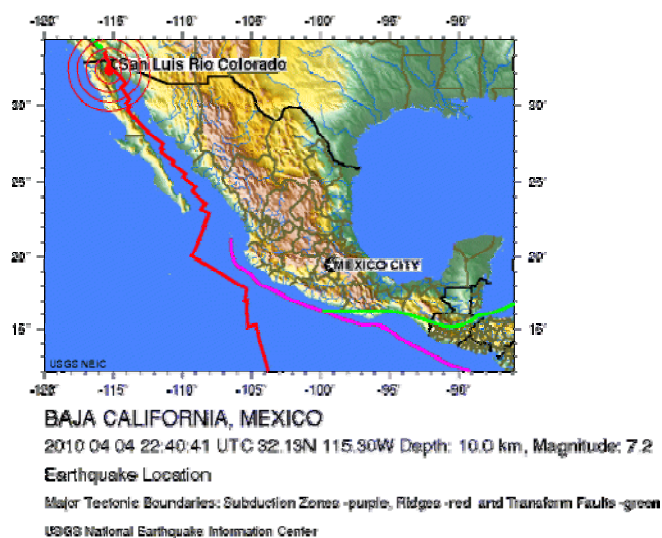 -120° -115° -110° -105° -100° -95° -90°
San Luis Rio Colorado
30° 30°
25° 25°
20° MEXICO CITY 20°
15° 15°
USGS NEIC
-120° -115° -110° -105° -100° -95° -90°
BAJA CALIFORNIA, MEXICO
2010 04 04 22:40:41 UTC 32.13N 115.30W Depth: 10.0 km, Magnitude: 7.2
Earthquake Location
Major Tectonic Boundaries: Subduction Zones -purple, Ridges -red and Transform Faults -green
USGS National Earthquake Information Center